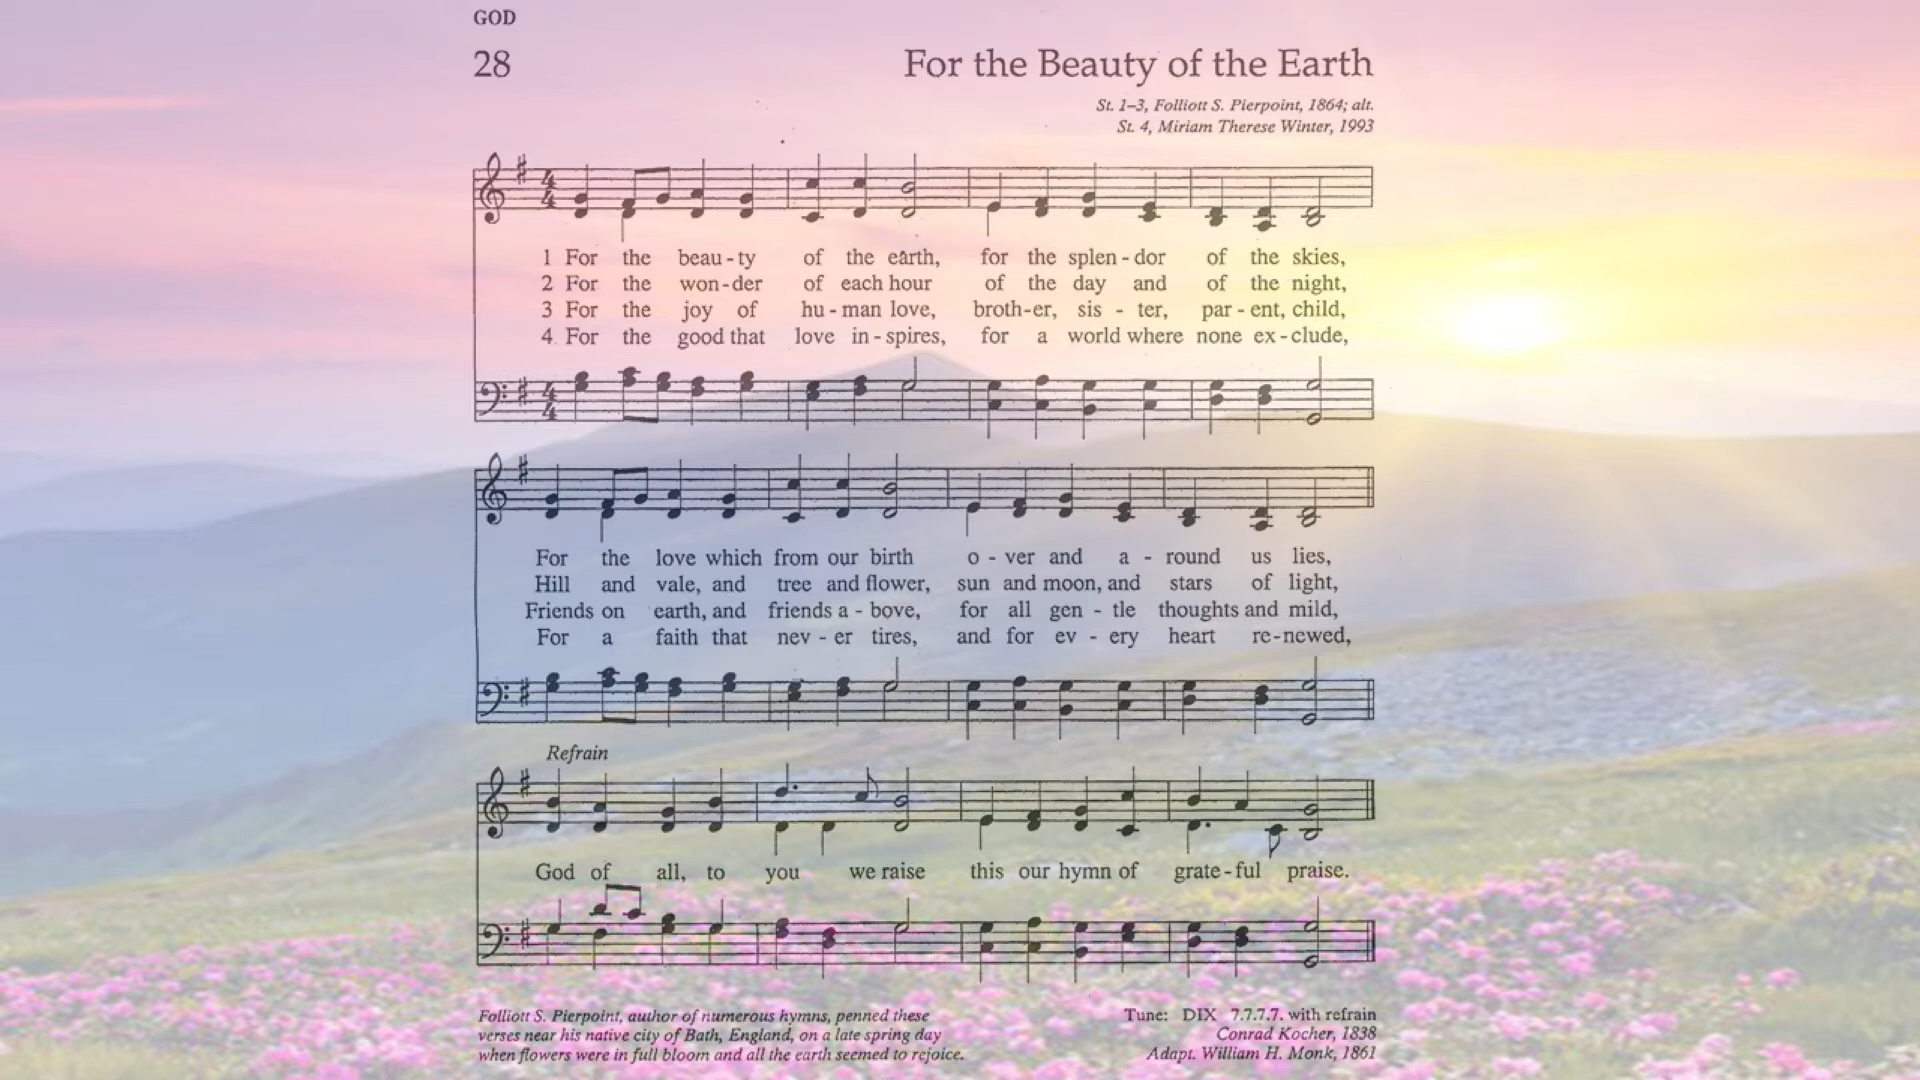 GOD
28
For the Beauty of the Earth
St. 1–3, Folliott S. Pierpoint, 1864; alt.
St. 4, Miriam Therese Winter, 1993
1 For the beau - ty of the earth, for the splen - dor of the skies,
2 For the won - der of each hour of the day and of the night,
3 For the joy of hu - man love, broth - er, sis - ter, par - ent, child,
4 For the good that love in - spires, for a world where none ex - clude,
For the love which from our birth o - ver and a - round us lies,
Hill and vale, and tree and flower, sun and moon, and stars of light,
Friends on earth, and friends a - bove, for all gen - tle thoughts and mild,
For a faith that nev - er tires, and for ev - ery heart re - newed,
Refrain
God of all, to you we raise this our hymn of grate - ful praise.
Folliott S. Pierpoint, author of numerous hymns, penned these
verses near his native city of Bath, England, on a late spring day
when flowers were in full bloom and all the earth seemed to rejoice.
Tune: DIX 7.7.7.7. with refrain
Conrad Kocher, 1838
Adapt. William H. Monk, 1861